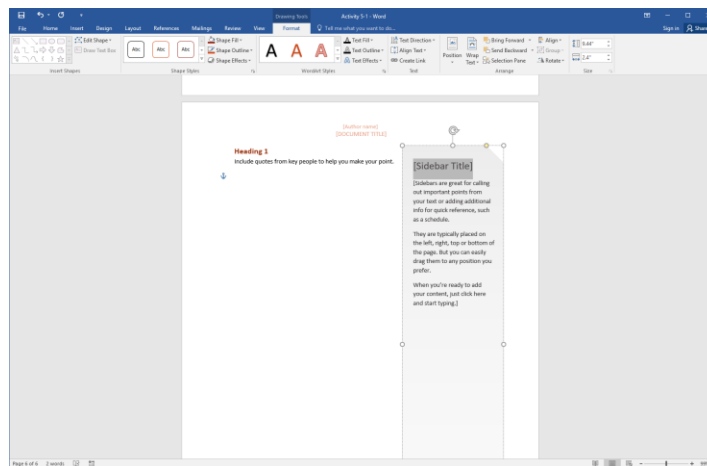 Drawing Tools
Activity 5-1 - Word
File Home Insert Design Layout References Mailings Review View Format Tell me what you want to do... Sign in Share
Edit Shape
Draw Text Box
Insert Shapes
Abc Abc Abc
Shape Fill
Shape Outline
Shape Effects
Shape Styles
A A A
Text Fill
Text Outline
Text Effects
WordArt Styles
Text Direction
Align Text
Create Link
Text
Position
Wrap
Text
Bring Forward
Send Backward
Selection Pane
Align
Group
Rotate
Arrange
2.4"
Size
[Author name]
[DOCUMENT TITLE]
Heading 1
Include quotes from key people to help you make your point.
[Sidebar Title]
[Sidebars are great for calling
out important points from
your text or adding additional
info for quick reference, such
as a schedule.
They are typically placed on
the left, right, top or bottom of
the page. But you can easily
drag them to any position you
prefer.
When you're ready to add
your content, just click here
and start typing.]
Page 6 of 6 2 words